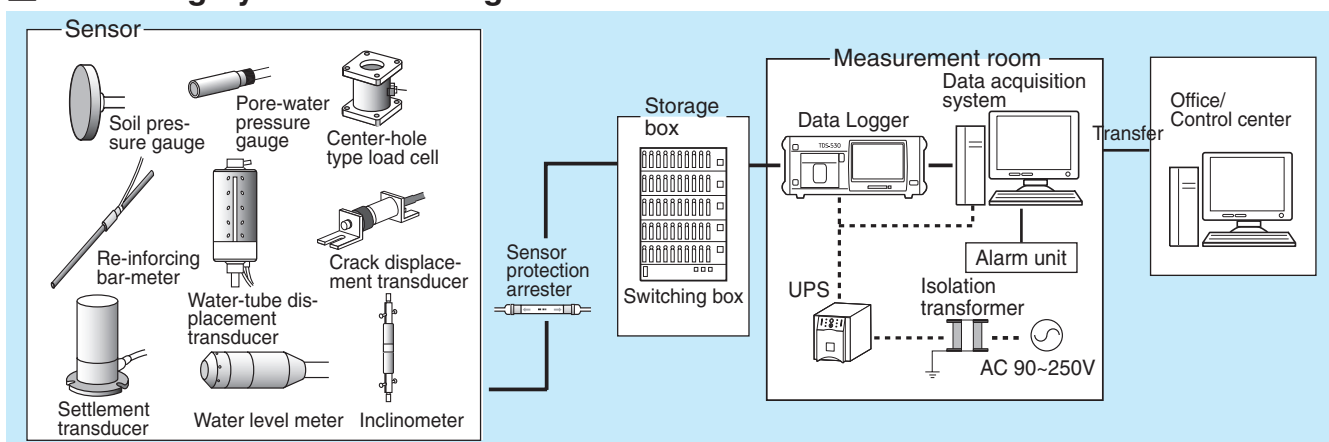 Sensor
Soil pres-
sure gauge
Pore-water
pressure
gauge
Center-hole
type load cell
Re-inforcing
bar-meter
Water-tube dis-
placement
transducer
Crack displace-
ment transducer
Settlement
transducer
Water level meter
Inclinometer
Sensor
protection
arrester
Storage
box
Switching box
Measurement room
Data Logger
TDS-530
Data acquisition
system
Alarm unit
UPS
Isolation
transformer
AC 90~250V
Transfer
Office/
Control center